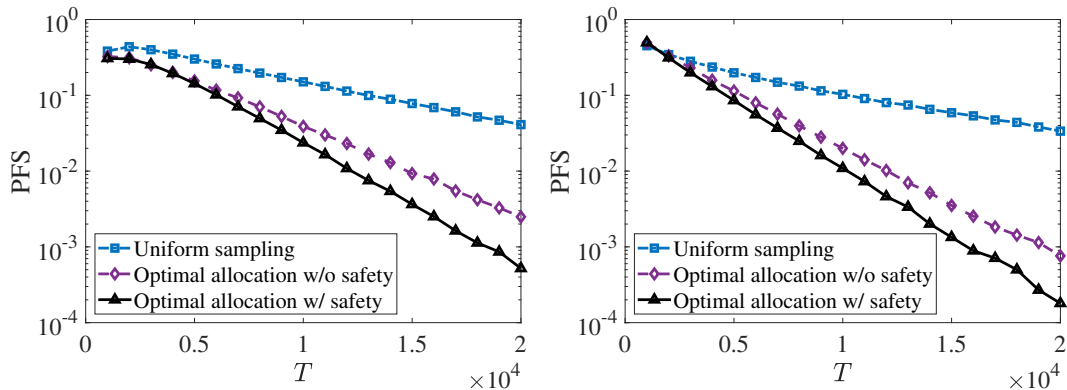 10^0
10^-1
10^-2
10^-3
10^-4
PFS
Uniform sampling
Optimal allocation w/o safety
Optimal allocation w/ safety
0 0.5 1 1.5 2
T
×10^4
10^0
10^-1
10^-2
10^-3
10^-4
PFS
Uniform sampling
Optimal allocation w/o safety
Optimal allocation w/ safety
0 0.5 1 1.5 2
T
×10^4